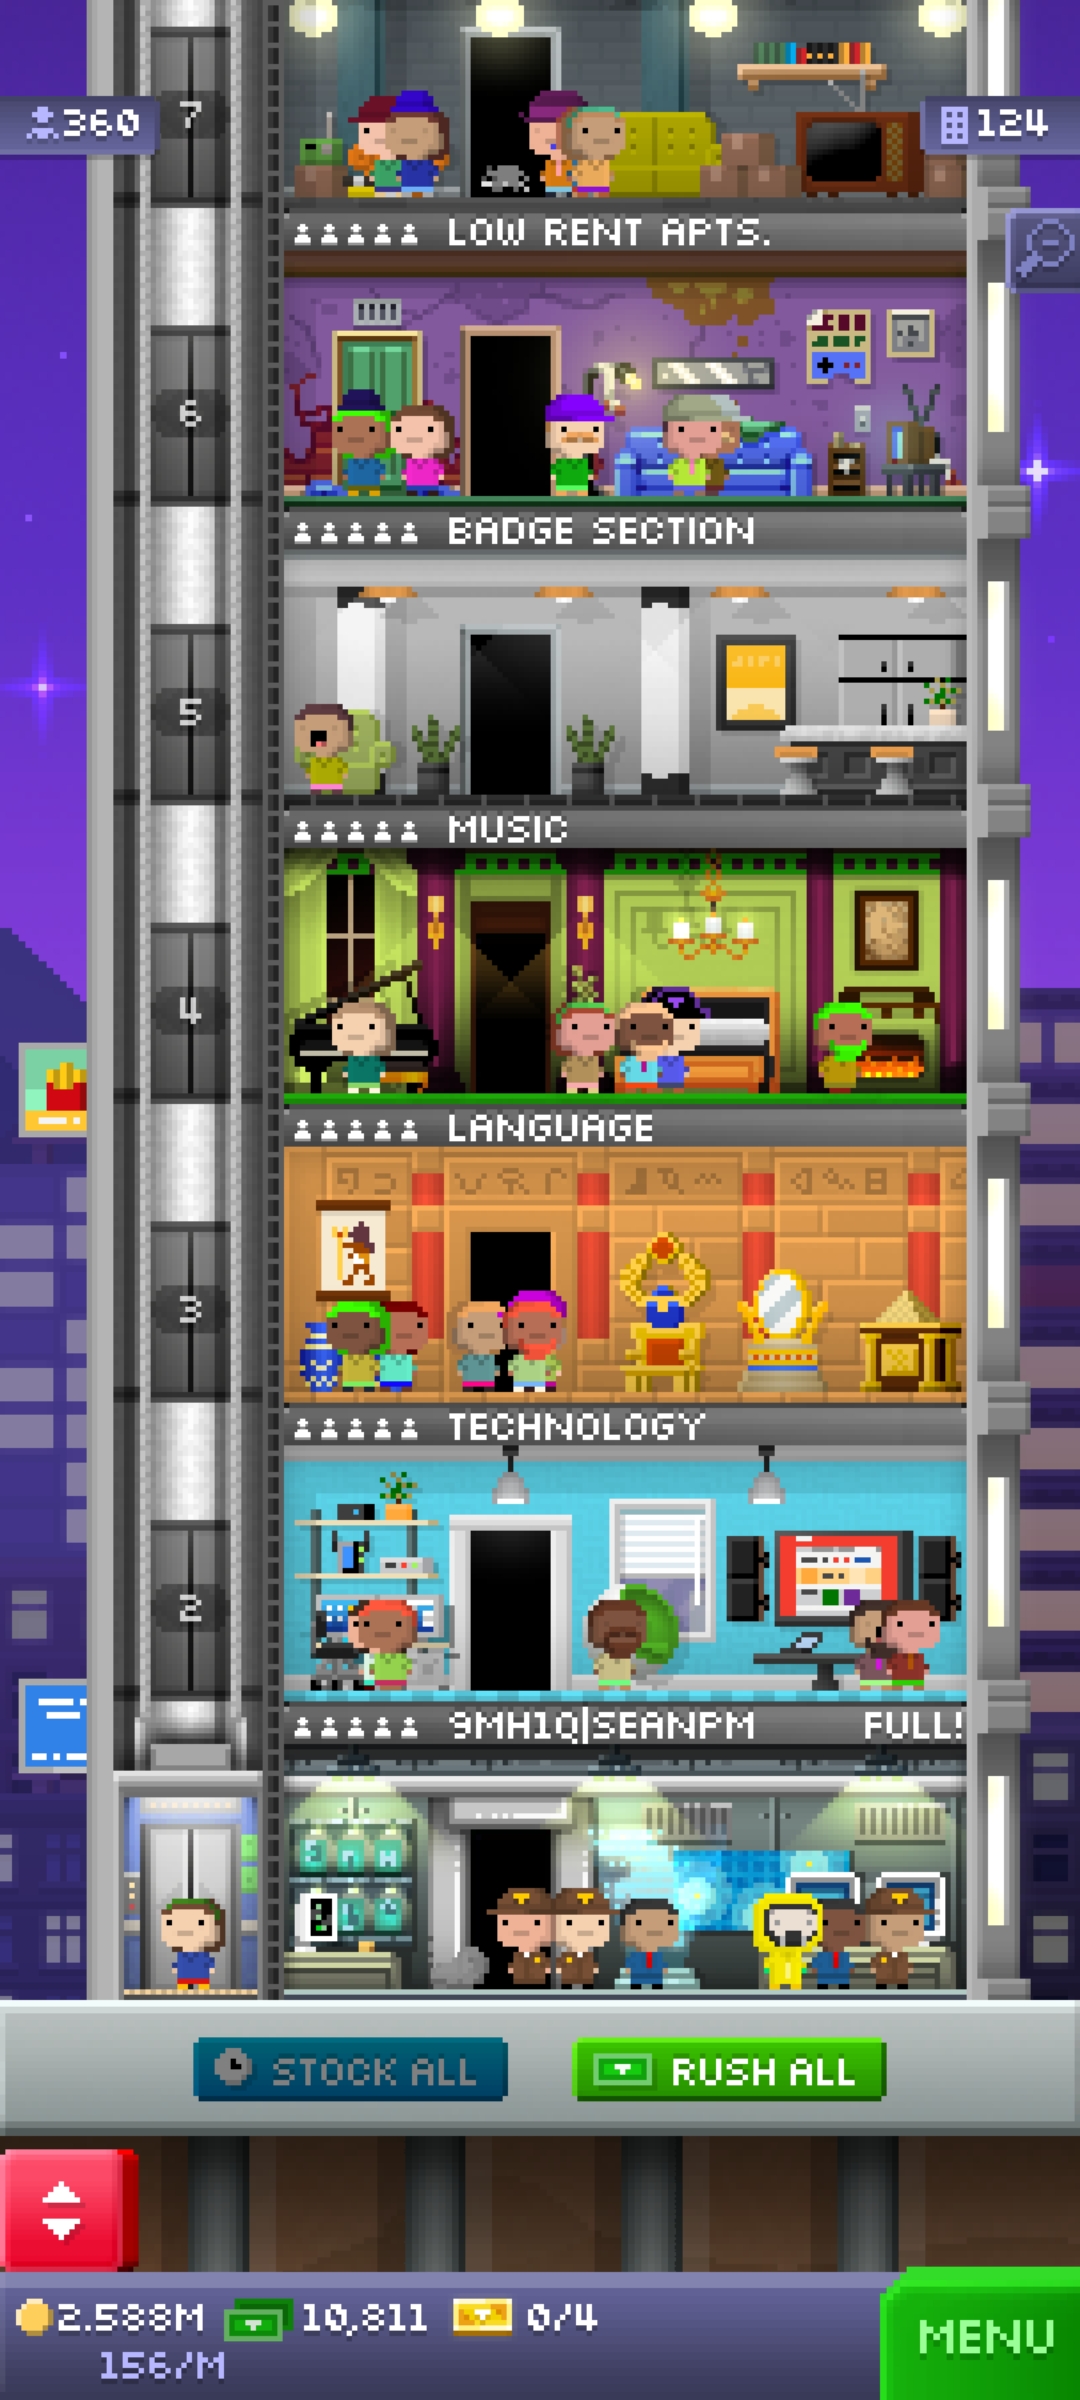 7
360
124
LOW RENT APTS.
6
BADGE SECTION
5
MUSIC
4
LANGUAGE
3
TECHNOLOGY
2
9MH1Q|SEANPM FULL!
STOCK ALL
RUSH ALL
2.588M 10,811 0/4
156/M
MENU